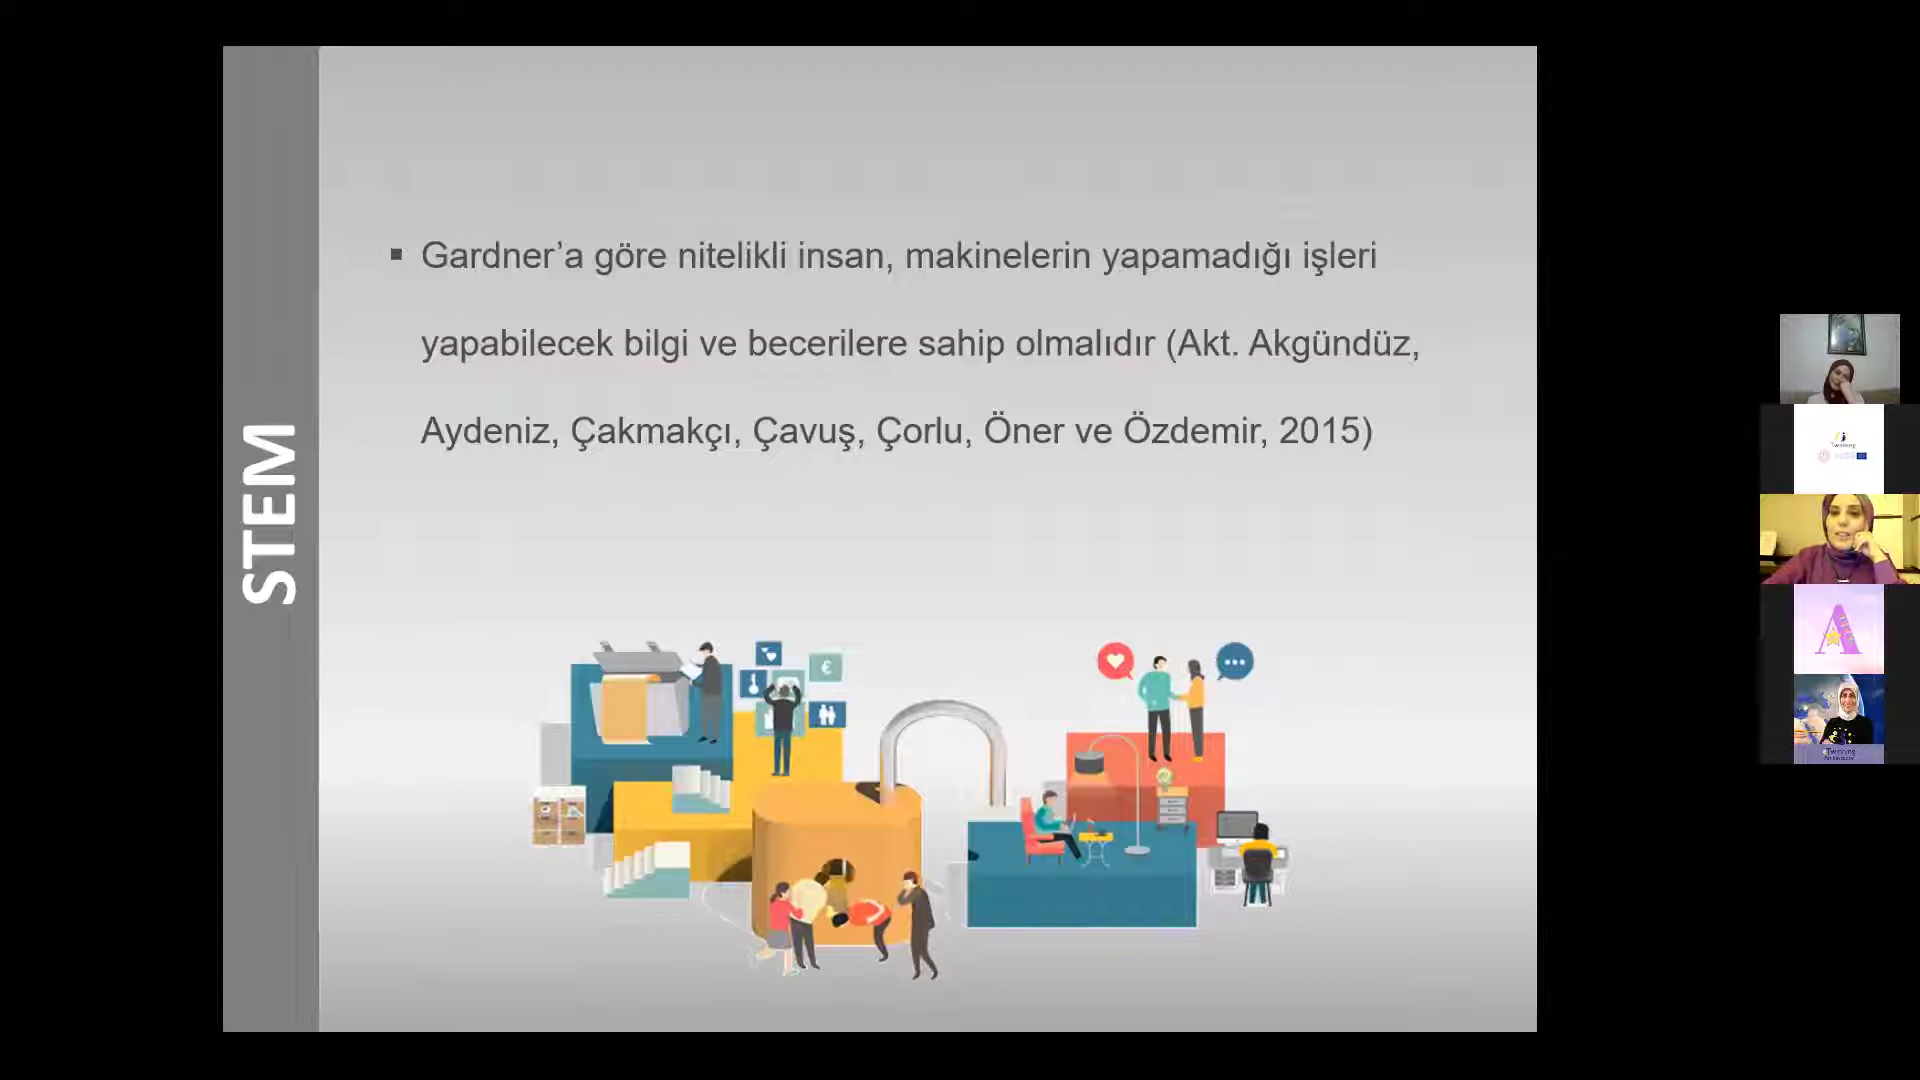 STEM
▪ Gardner’a göre nitelikli insan, makinelerin yapamadığı işleri
yapabilecek bilgi ve becerilere sahip olmalıdır (Akt. Akgündüz,
Aydeniz, Çakmakçı, Çavuş, Çorlu, Öner ve Özdemir, 2015)
€
A